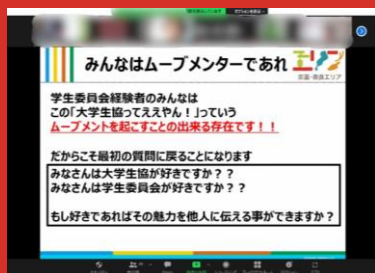 みんなはムーブメンターであれ
エリア
京滋・奈良エリア
学生委員会経験者のみんなは
この「大学生協ってええやん!」っていう
ムーブメントを起こすことの出来る存在です!!
だからこそ最初の質問に戻ることになります
みなさんは大学生協が好きですか??
みなさんは学生委員会が好きですか??
もし好きであればその魅力を他人に伝える事ができますか?